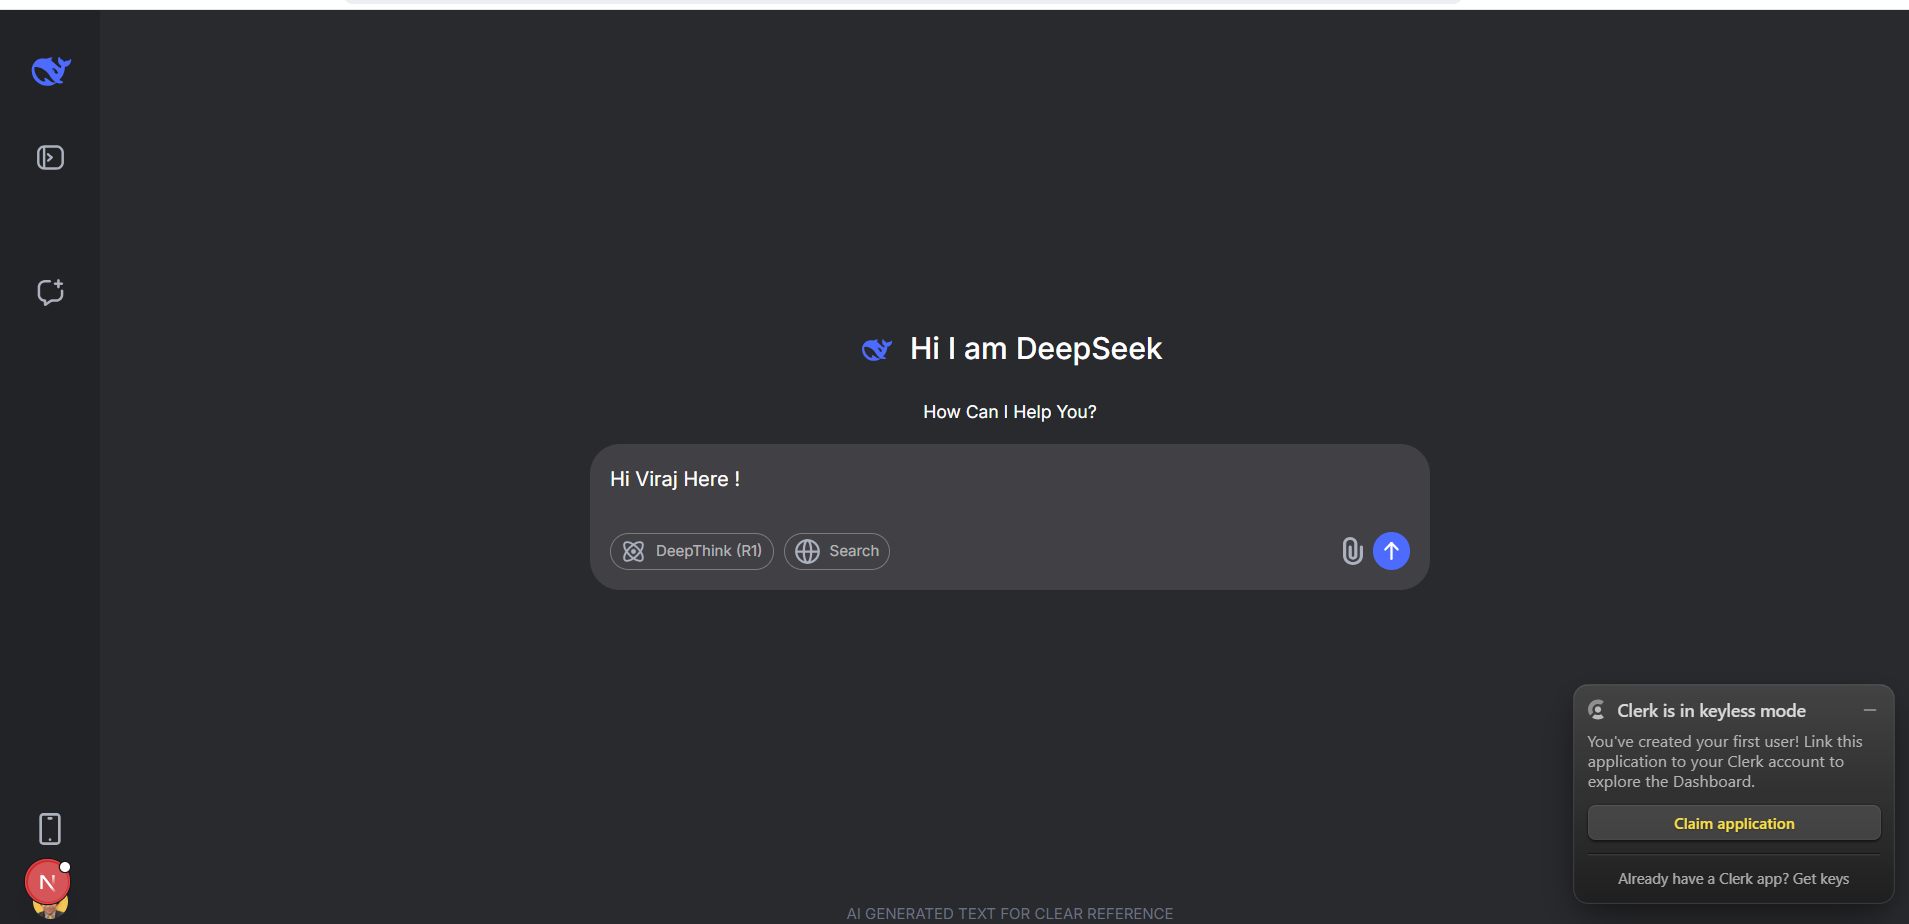 Hi I am DeepSeek
How Can I Help You?
Hi Viraj Here !
DeepThink (R1)
Search
Clerk is in keyless mode
You've created your first user! Link this
application to your Clerk account to
explore the Dashboard.
Claim application
Already have a Clerk app? Get keys
N
AI GENERATED TEXT FOR CLEAR REFERENCE